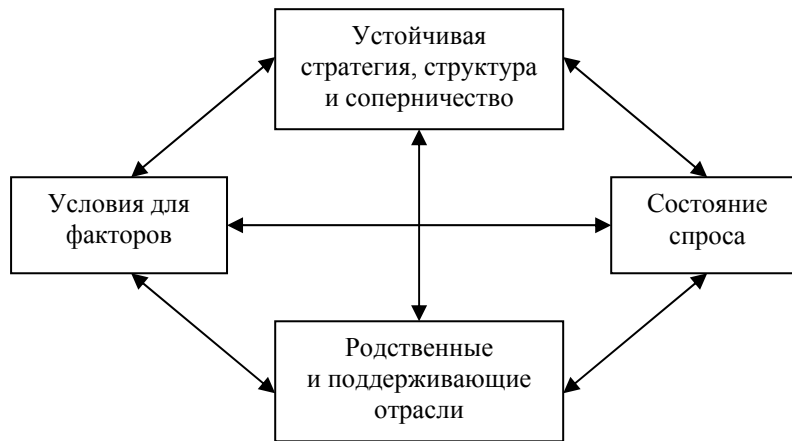 Устойчивая
стратегия, структура
и соперничество
Условия для
факторов
Состояние
спроса
Родственные
и поддерживающие
отрасли